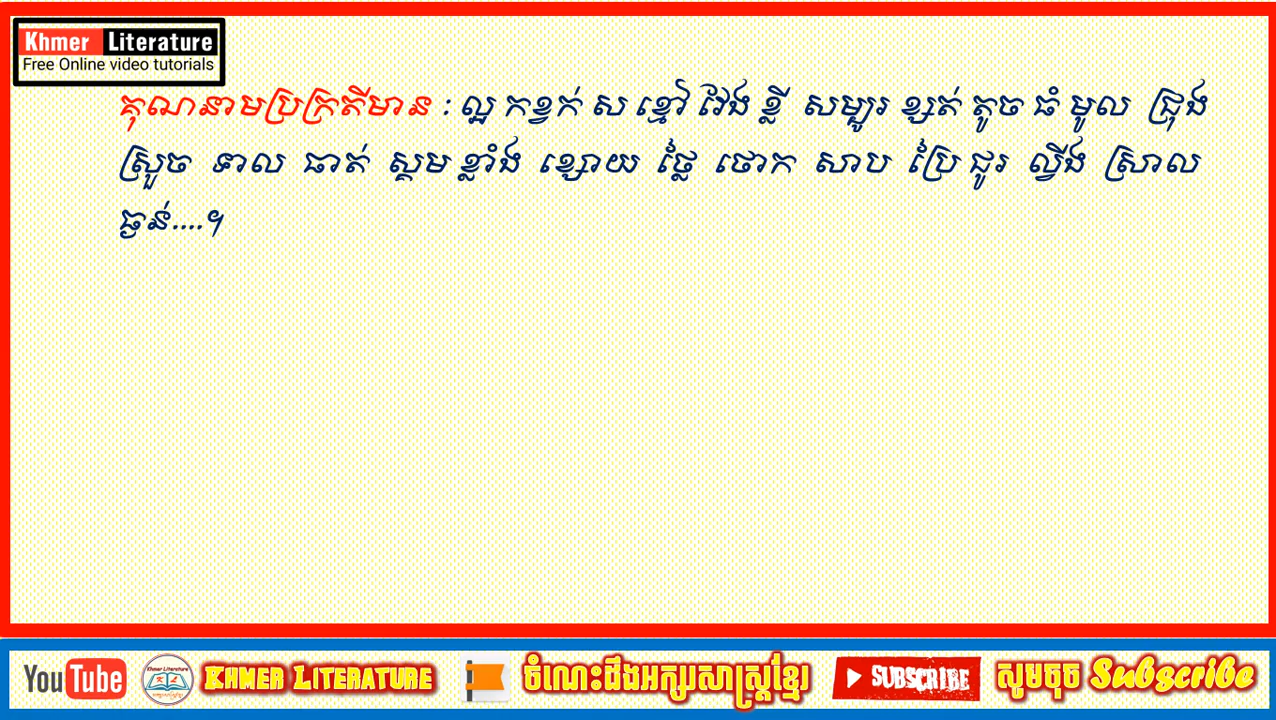 Khmer Literature
Free Online video tutorials
គុណនាមប្រក្រតីមាន : ល្អ កខ្វក់ ស ខ្មៅ វែង ខ្លី សម្បូរ ខ្សត់ តូច ធំ មូល ជ្រុង
ស្រួច ទាល ធាត់ ស្គម ខ្លាំង ខ្សោយ ថ្លៃ ថោក សាប ប្រៃ ជូរ ល្វីង ស្រាល
ធ្ងន់....។
YouTube KHMER LITERATURE ចំណេះដឹងអក្សរសាស្ត្រខ្មែរ SUBSCRIBE សូមចុច Subscribe